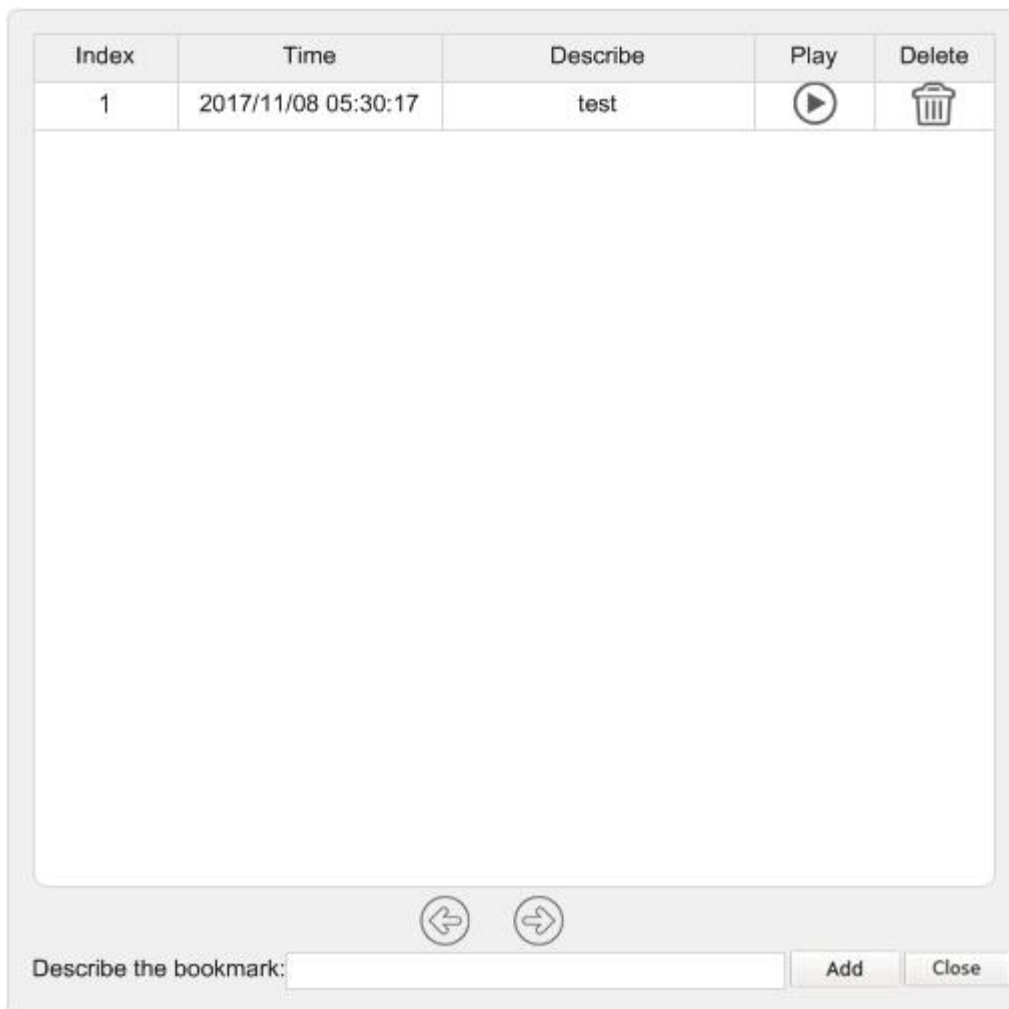 Index Time Describe Play Delete
1 2017/11/08 05:30:17 test
Describe the bookmark: Add Close